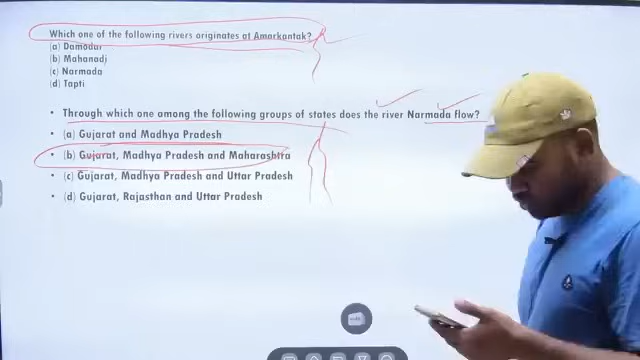 Which one of the following rivers originates at Amarkantak?
(a) Damodar
(b) Mahanadi
(c) Narmada
(d) Tapti
• Through which one among the following groups of states does the river Narmada flow?
• (a) Gujarat and Madhya Pradesh
• (b) Gujarat, Madhya Pradesh and Maharashtra
• (c) Gujarat, Madhya Pradesh and Uttar Pradesh
• (d) Gujarat, Rajasthan and Uttar Pradesh